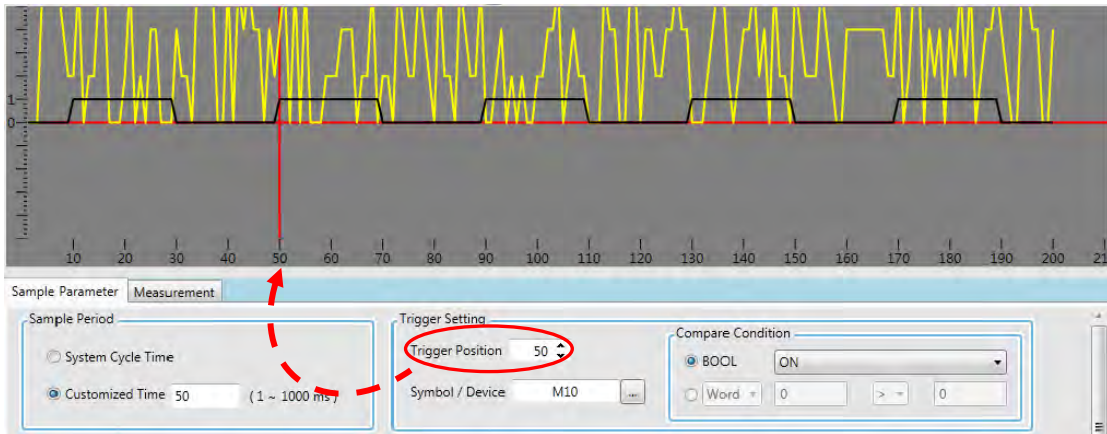 1
0
10 20 30 40 50 60 70 80 90 100 110 120 130 140 150 160 170 180 190 200 21
Sample Parameter Measurement
Sample Period
System Cycle Time
Customized Time 50 ( 1 ~ 1000 ms )
Trigger Setting
Trigger Position 50
Symbol / Device M10 ...
Compare Condition
BOOL ON
Word 0 > 0